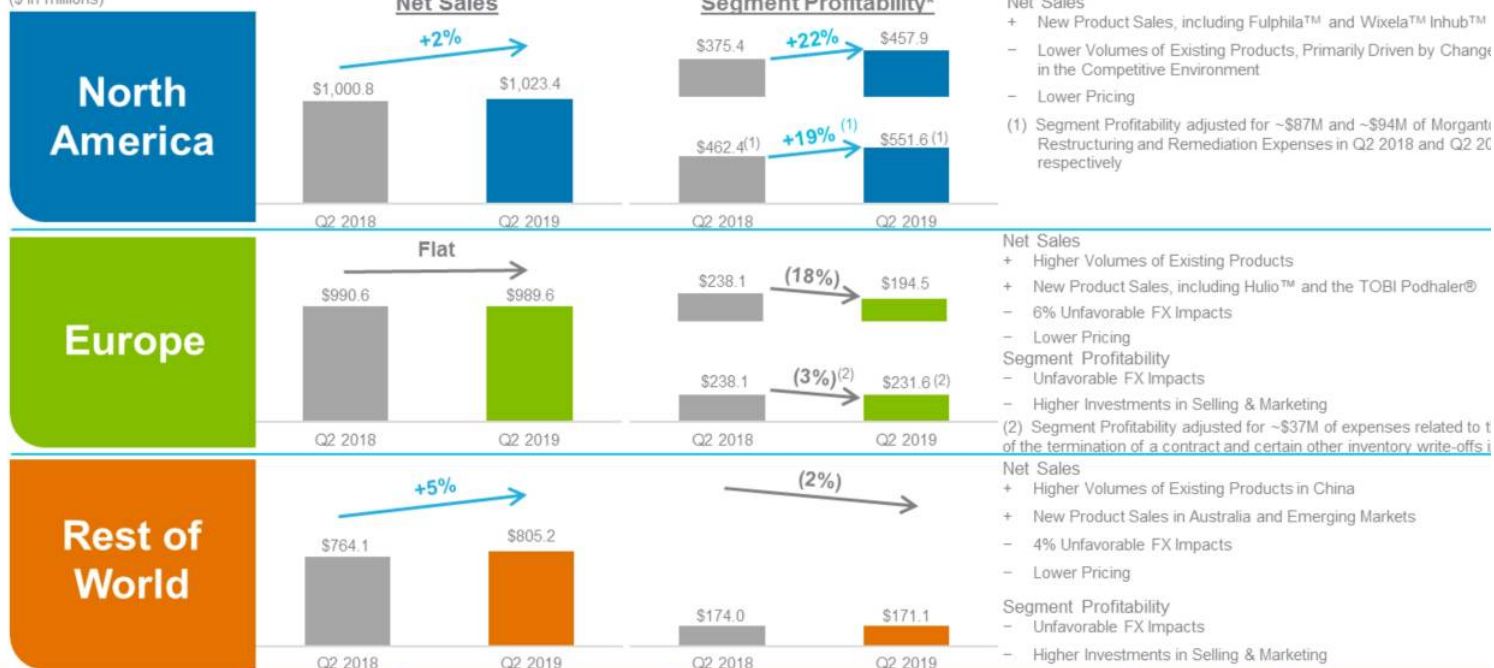 ($ in millions)
Net Sales
Segment Profitability*
North
America
+2%
$1,000.8
$1,023.4
Q2 2018
Q2 2019
$375.4
+22%
$457.9
$462.4(1)
+19% (1)
$551.6 (1)
Q2 2018
Q2 2019
Net Sales
+ New Product Sales, including Fulphila™ and Wixela™ Inhub™
− Lower Volumes of Existing Products, Primarily Driven by
in the Competitive Environment
− Lower Pricing
(1) Segment Profitability adjusted for ~$87M and ~$94M of
Restructuring and Remediation Expenses in Q2 2018 and Q2
respectively
Europe
Flat
$990.6
$989.6
Q2 2018
Q2 2019
$238.1
(18%)
$194.5
$238.1
(3%)(2)
$231.6 (2)
Q2 2018
Q2 2019
Net Sales
+ Higher Volumes of Existing Products
+ New Product Sales, including Hulio™ and the TOBI Podhaler®
− 6% Unfavorable FX Impacts
− Lower Pricing
Segment Profitability
− Unfavorable FX Impacts
− Higher Investments in Selling & Marketing
(2) Segment Profitability adjusted for ~$37M of expenses related to
of the termination of a contract and certain other inventory write-offs
Rest of
World
+5%
$764.1
$805.2
Q2 2018
Q2 2019
(2%)
$174.0
$171.1
Q2 2018
Q2 2019
Net Sales
+ Higher Volumes of Existing Products in China
+ New Product Sales in Australia and Emerging Markets
− 4% Unfavorable FX Impacts
− Lower Pricing
Segment Profitability
− Unfavorable FX Impacts
− Higher Investments in Selling & Marketing